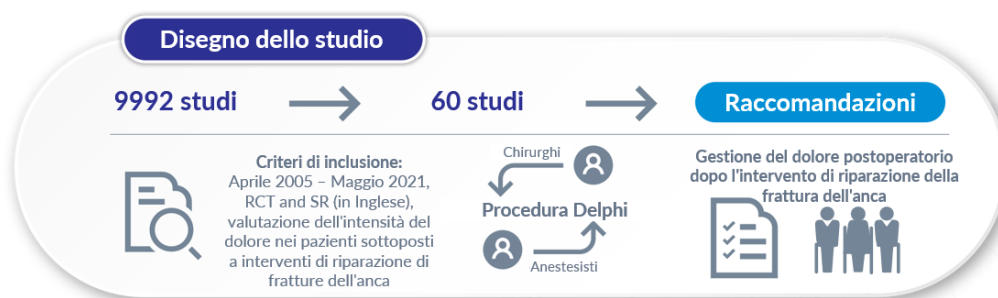 Disegno dello studio
9992 studi
60 studi
Raccomandazioni
Criteri di inclusione:
Aprile 2005 – Maggio 2021,
RCT and SR (in Inglese),
valutazione dell'intensità del
dolore nei pazienti sottoposti
a interventi di riparazione di
fratture dell'anca
Chirurghi
Procedura Delphi
Anestesisti
Gestione del dolore postoperatorio
dopo l'intervento di riparazione della
frattura dell'anca